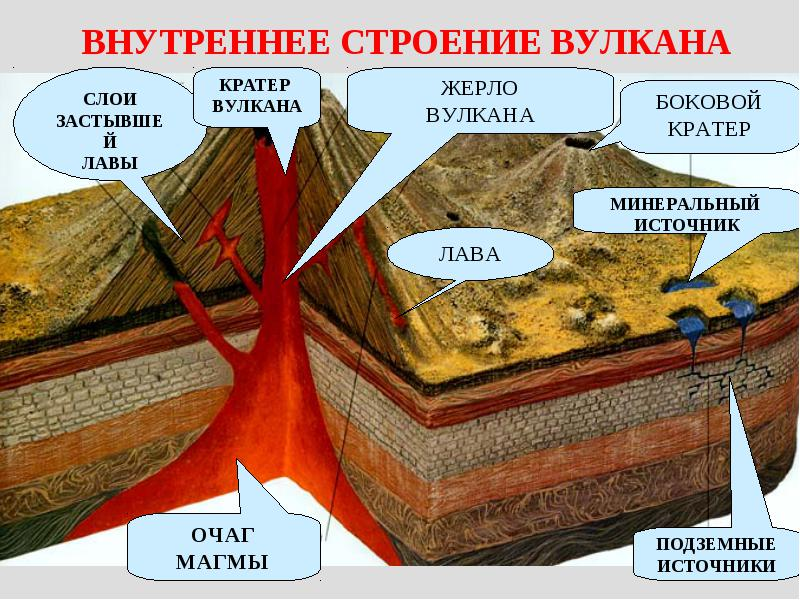 ВНУТРЕННЕЕ СТРОЕНИЕ ВУЛКАНА
СЛОИ
ЗАСТЫВШЕ
Й
ЛАВЫ
КРАТЕР
ВУЛКАНА
ЖЕРЛО
ВУЛКАНА
БОКОВОЙ
КРАТЕР
МИНЕРАЛЬНЫЙ
ИСТОЧНИК
ЛАВА
ОЧАГ
МАГМЫ
ПОДЗЕМНЫЕ
ИСТОЧНИКИ